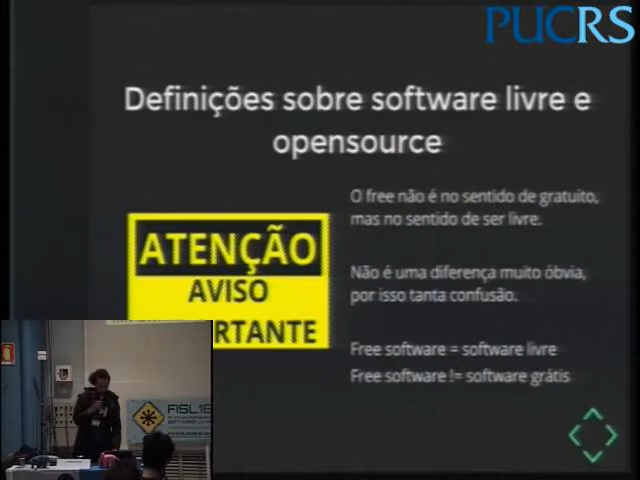 PUCRS
Definições sobre software livre e
opensource
O free não é no sentido de gratuito,
mas no sentido de ser livre.
ATENÇÃO
AVISO
RTANTE
Não é uma diferença muito óbvia,
por isso tanta confusão.
Free software = software livre
Free software != software grátis
FISL16